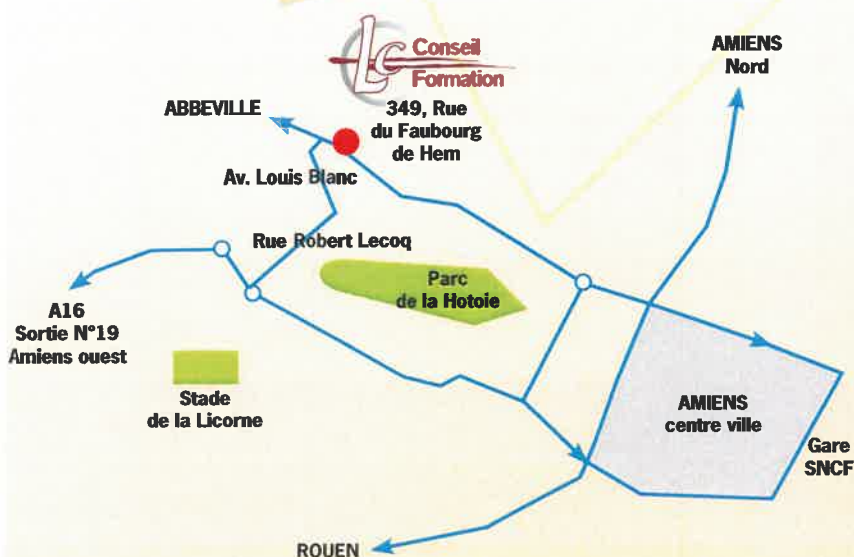 Lc Conseil
Formation
AMIENS
Nord
ABBEVILLE
349, Rue
du Faubourg
de Hem
Av. Louis Blanc
Rue Robert Lecoq
Parc
de la Hotoie
A16
Sortie N°19
Amiens ouest
Stade
de la Licorne
AMIENS
centre ville
Gare
SNCF
ROUEN